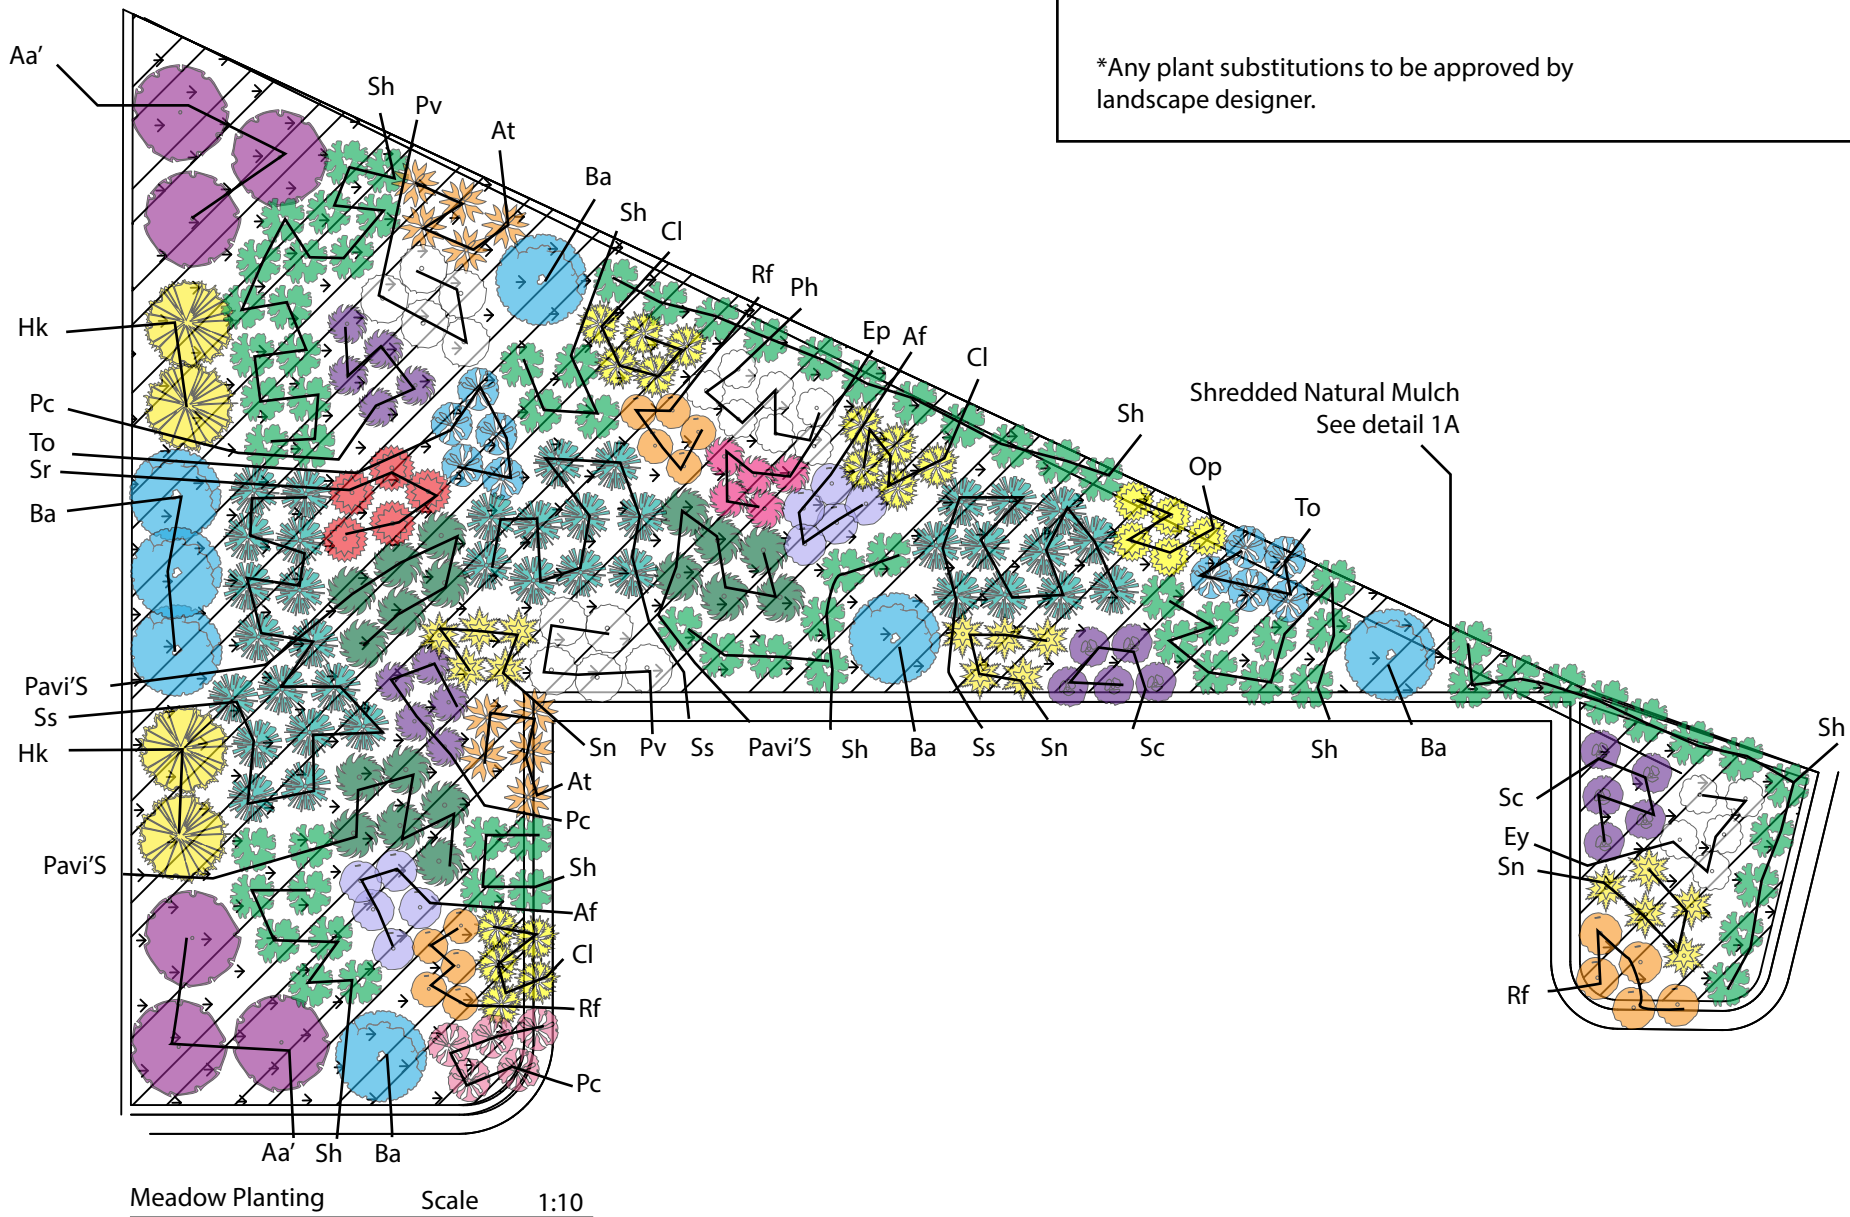 *Any plant substitutions to be approved by
landscape designer.
Aa’
Sh
Pv
At
Ba
Sh
Cl
Rf
Ph
Ep
Af
Cl
Sh
Shredded Natural Mulch
See detail 1A
Op
To
Hk
Pc
To
Sr
Ba
Pavi’S
Ss
Hk
Pavi’S
Sn
Pv
Ss
Pavi’S
Sh
Ba
Ss
Sn
Sc
Sh
Ba
Sh
At
Pc
Sh
Af
Cl
Rf
Pc
Sc
Ey
Sn
Rf
Aa’
Sh
Ba
Meadow Planting Scale 1:10